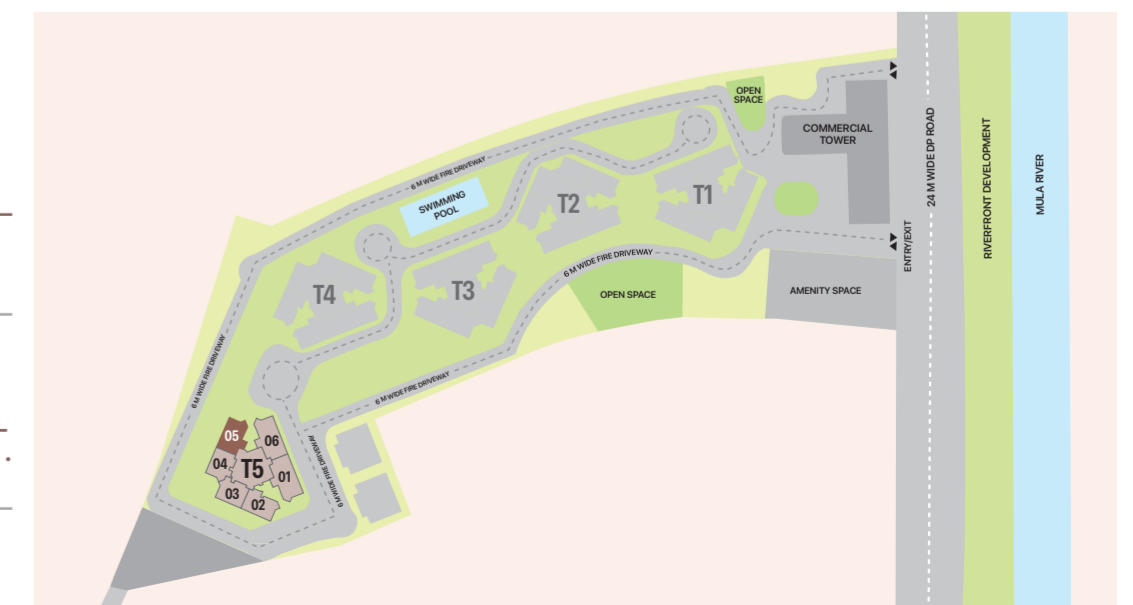 OPEN
SPACE
COMMERCIAL
TOWER
24 M WIDE DP ROAD
RIVERFRONT DEVELOPMENT
MULA RIVER
6 M WIDE FIRE DRIVEWAY
SWIMMING
POOL
T2
T1
ENTRY/EXIT
6 M WIDE FIRE DRIVEWAY
T4
T3
OPEN SPACE
AMENITY SPACE
6 M WIDE FIRE DRIVEWAY
6 M WIDE FIRE DRIVEWAY
05
06
04
T5
01
03
02
6 M WIDE FIRE DRIVEWAY